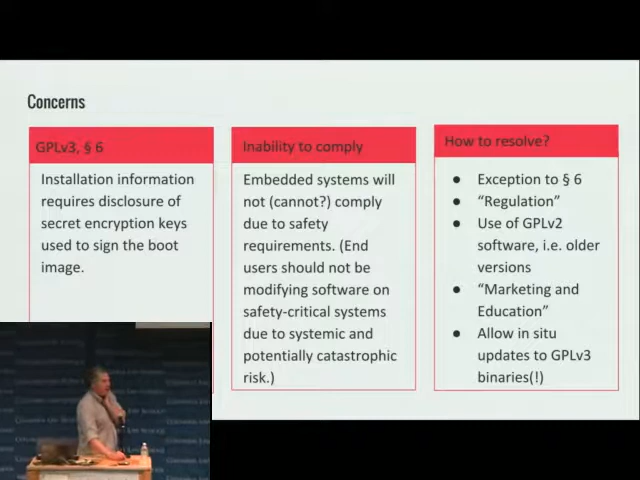 Concerns
GPLv3, § 6
Installation information
requires disclosure of
secret encryption keys
used to sign the boot
image.
Inability to comply
Embedded systems will
not (cannot?) comply
due to safety
requirements. (End
users should not be
modifying software on
safety-critical systems
due to systemic and
potentially catastrophic
risk.)
How to resolve?
● Exception to § 6
● “Regulation”
● Use of GPLv2
software, i.e. older
versions
● “Marketing and
Education”
● Allow in situ
updates to GPLv3
binaries(!)